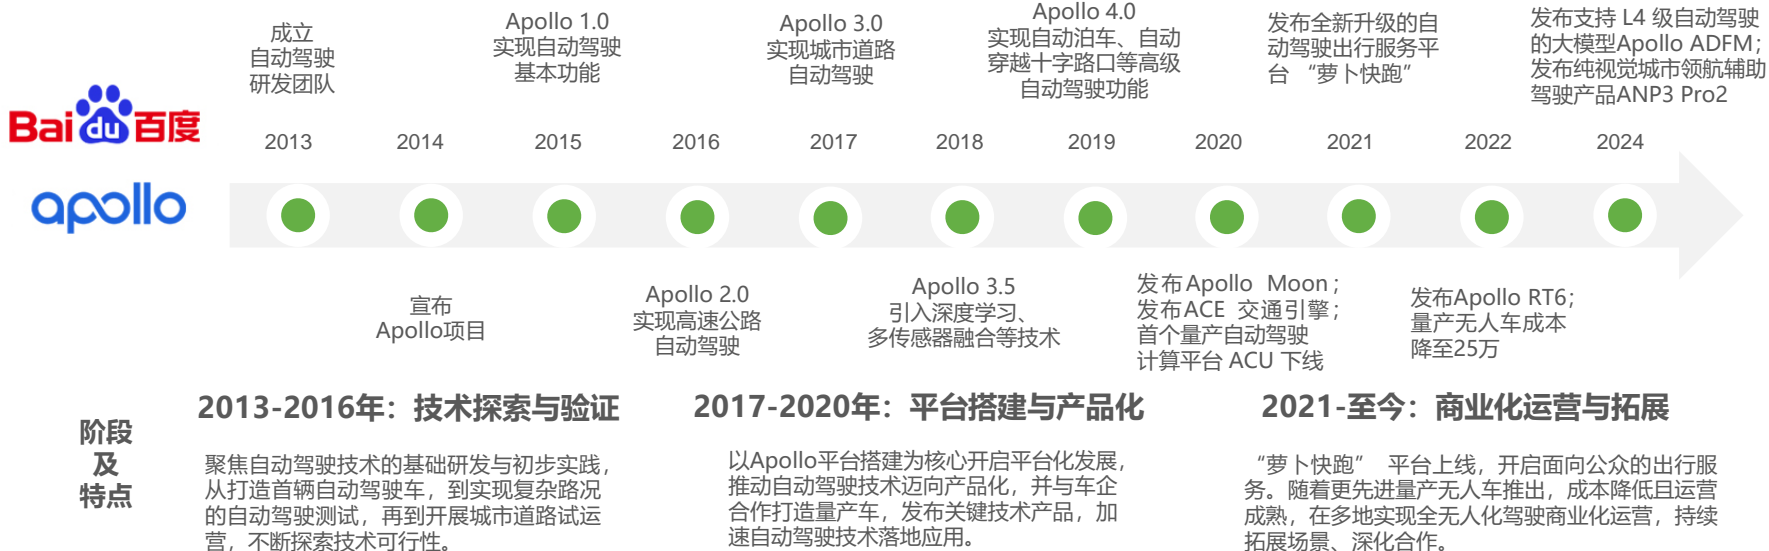 成立
自动驾驶
研发团队
Apollo 1.0
实现自动驾驶
基本功能
Apollo 3.0
实现城市道路
自动驾驶
Apollo 4.0
实现自动泊车、自动
穿越十字路口等高级
自动驾驶功能
发布全新升级的自
动驾驶出行服务平
台 “萝卜快跑”
发布支持 L4 级自动驾驶
的大模型Apollo ADFM；
发布纯视觉城市领航辅助
驾驶产品ANP3 Pro2
Bai du 百度
2013 2014 2015 2016 2017 2018 2019 2020 2021 2022 2024
apollo
宣布
Apollo项目
Apollo 2.0
实现高速公路
自动驾驶
Apollo 3.5
引入深度学习、
多传感器融合等技术
发布Apollo Moon；
发布ACE 交通引擎；
首个量产自动驾驶
计算平台 ACU 下线
发布Apollo RT6；
量产无人车成本
降至25万
阶段
及
特点
2013-2016年：技术探索与验证
聚焦自动驾驶技术的基础研发与初步实践，
从打造首辆自动驾驶车，到实现复杂路况
的自动驾驶测试，再到开展城市道路试运
营，不断探索技术可行性。
2017-2020年：平台搭建与产品化
以Apollo平台搭建为核心开启平台化发展，
推动自动驾驶技术迈向产品化，并与车企
合作打造量产车，发布关键技术产品，加
速自动驾驶技术落地应用。
2021-至今：商业化运营与拓展
“萝卜快跑” 平台上线，开启面向公众的出行服
务。随着更先进量产无人车推出，成本降低且运营
成熟，在多地实现全无人化驾驶商业化运营，持续
拓展场景、深化合作。